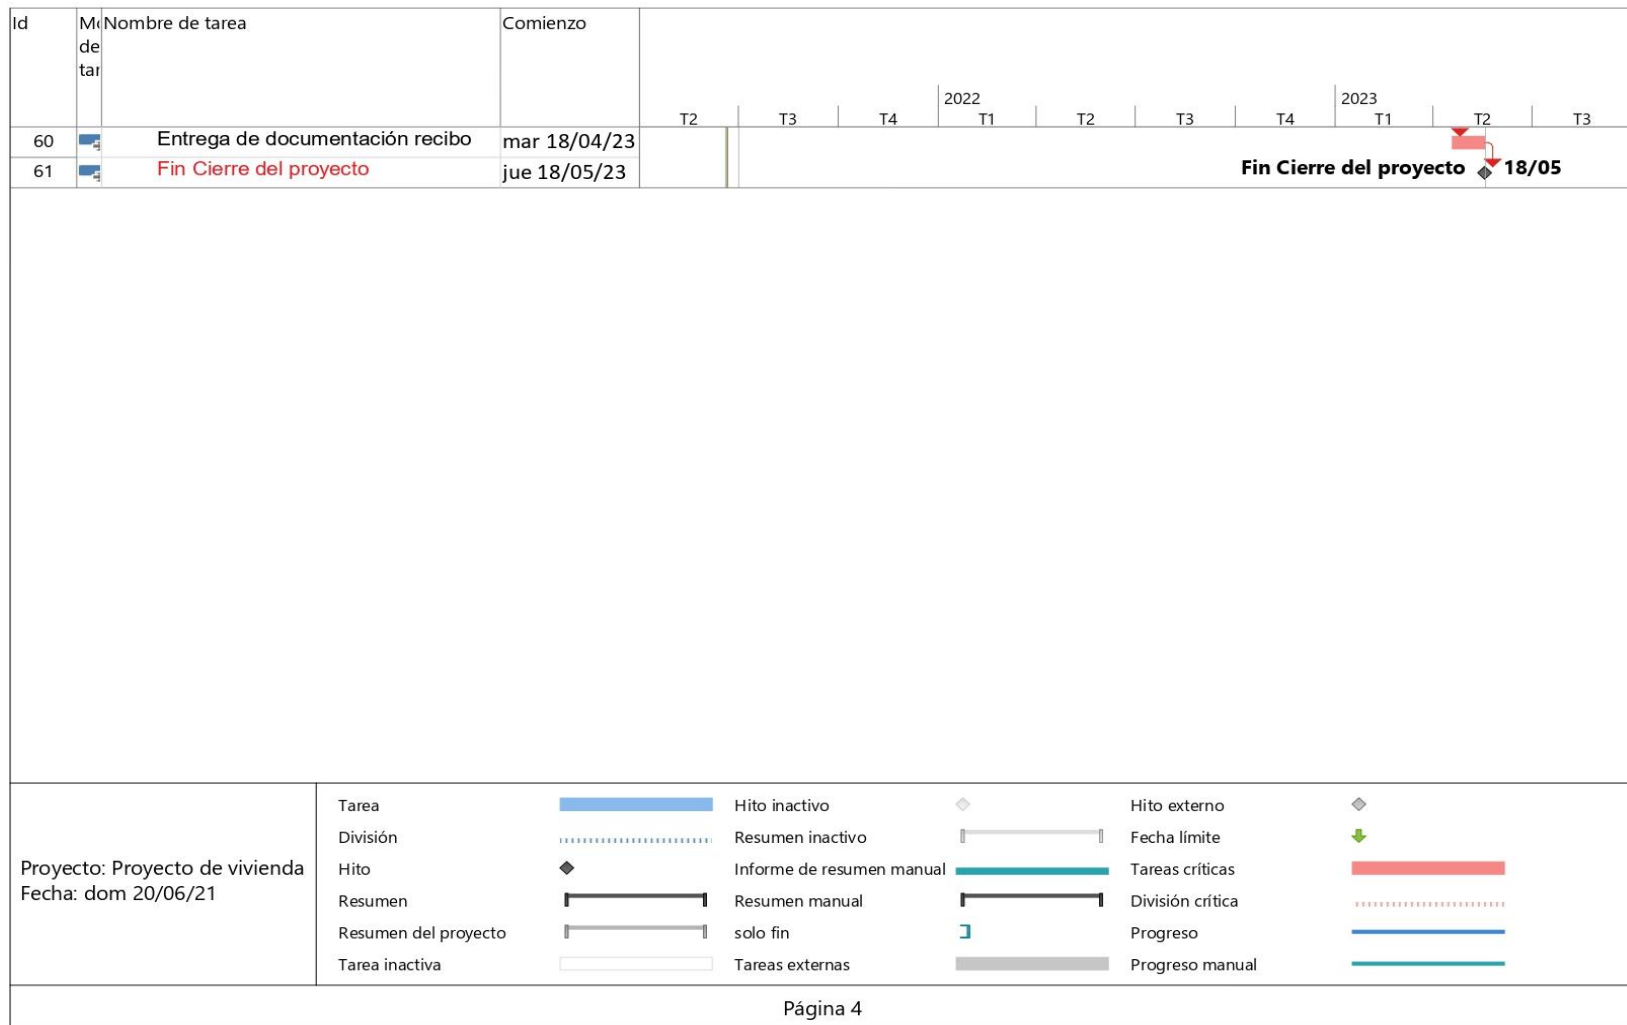 Id
Mo
de
tar
Nombre de tarea
Comienzo
2022
2023
T2 T3 T4 T1 T2 T3 T4 T1 T2 T3
60 Entrega de documentación recibo mar 18/04/23
61 Fin Cierre del proyecto jue 18/05/23 Fin Cierre del proyecto 18/05
Proyecto: Proyecto de vivienda
Fecha: dom 20/06/21
Tarea
División
Hito
Resumen
Resumen del proyecto
Tarea inactiva
Hito inactivo
Resumen inactivo
Informe de resumen manual
Resumen manual
solo fin
Tareas externas
Hito externo
Fecha límite
Tareas críticas
División crítica
Progreso
Progreso manual
Página 4